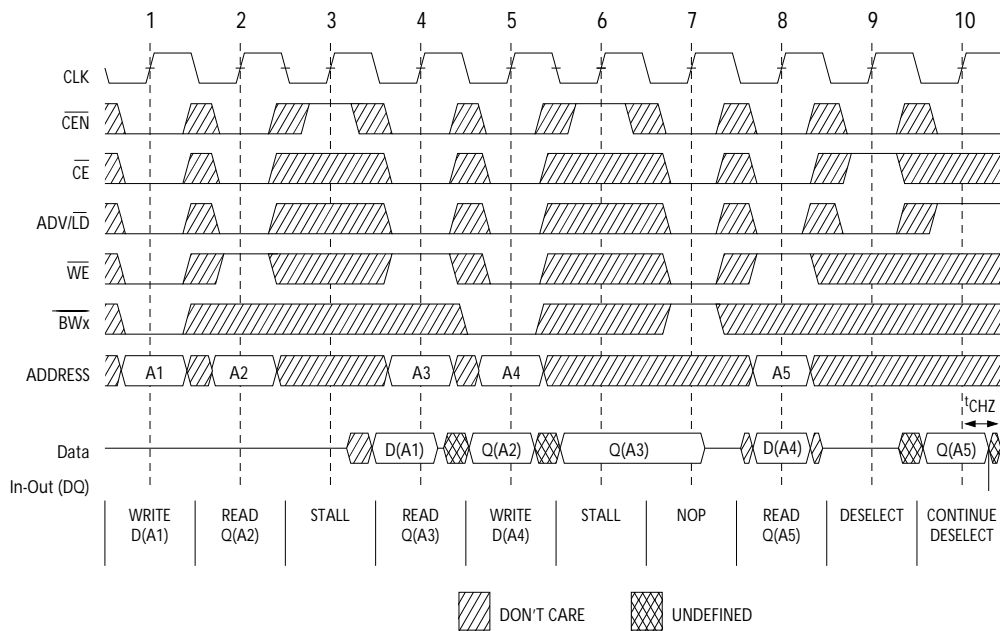 1 2 3 4 5 6 7 8 9 10
CLK
CEN
CE
ADV/LD
WE
BWx
ADDRESS A1 A2 A3 A4 A5
tCHZ
Data D(A1) Q(A2) Q(A3) D(A4) Q(A5)
In-Out (DQ)
WRITE READ STALL READ WRITE STALL NOP READ DESELECT CONTINUE
D(A1) Q(A2) Q(A3) D(A4) Q(A5) DESELECT
DON'T CARE UNDEFINED